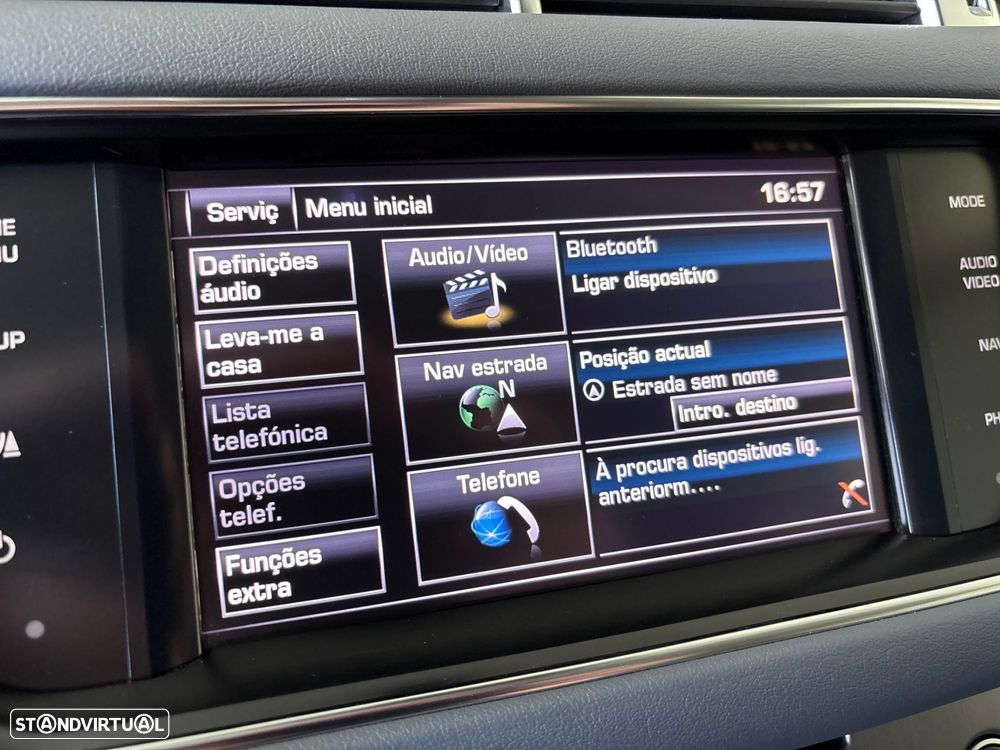 Serviç
Menu inicial
16:57
Definições
áudio
Leva-me a
casa
Lista
telefónica
Opções
telef.
Funções
extra
Audio/Vídeo
Nav estrada
N
Telefone
Bluetooth
Ligar dispositivo
Posição actual
A Estrada sem nome
Intro. destino
À procura dispositivos lig.
anteriorm....
MODE
AUDIO
VIDEO
STANDVIRTUAL